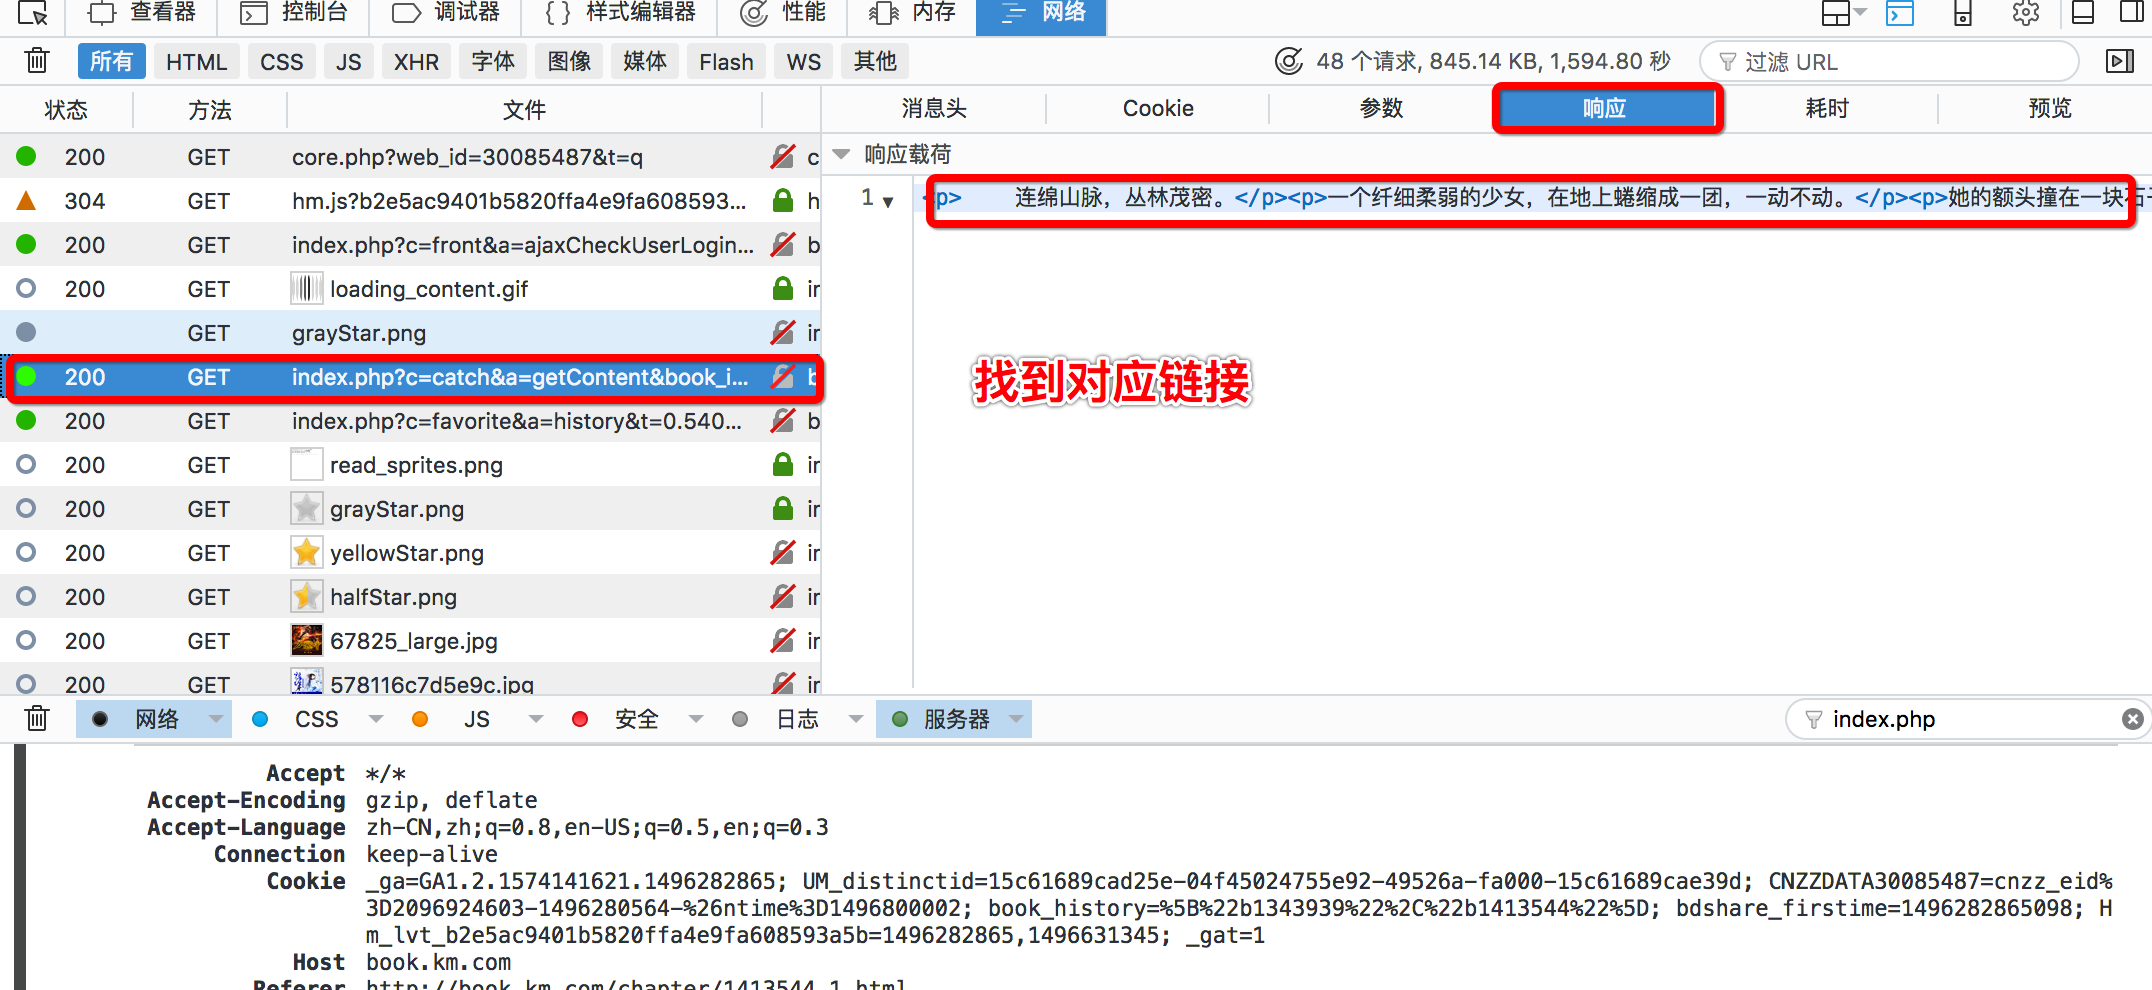 查看器 控制台 调试器 { } 样式编辑器 性能 内存 网络
所有 HTML CSS JS XHR 字体 图像 媒体 Flash WS 其他 48 个请求, 845.14 KB, 1,594.80 秒 过滤 URL
状态 方法 文件 消息头 Cookie 参数 响应 耗时 预览
200 GET core.php?web_id=30085487&t=q c
响应载荷
304 GET hm.js?b2e5ac9401b5820ffa4e9fa608593... h
1 <p> 连绵山脉，丛林茂密。</p><p>一个纤细柔弱的少女，在地上蜷缩成一团，一动不动。</p><p>她的额头撞在一块石
200 GET index.php?c=front&a=ajaxCheckUserLogin... b
200 GET loading_content.gif ir
GET grayStar.png ir
200 GET index.php?c=catch&a=getContent&book_i... b
找到对应链接
200 GET index.php?c=favorite&a=history&t=0.540... b
200 GET read_sprites.png ir
200 GET grayStar.png ir
200 GET yellowStar.png ir
200 GET halfStar.png ir
200 GET 67825_large.jpg ir
200 GET 578116c7d5e9c.jpg ir
网络 CSS JS 安全 日志 服务器 index.php
Accept */*
Accept-Encoding gzip, deflate
Accept-Language zh-CN,zh;q=0.8,en-US;q=0.5,en;q=0.3
Connection keep-alive
Cookie _ga=GA1.2.1574141621.1496282865; UM_distinctid=15c61689cad25e-04f45024755e92-49526a-fa000-15c61689cae39d; CNZZDATA30085487=cnzz_eid%
3D2096924603-1496280564-%26ntime%3D1496800002; book_history=%5B%22b1343939%22%2C%22b1413544%22%5D; bdshare_firstime=1496282865098; H
m_lvt_b2e5ac9401b5820ffa4e9fa608593a5b=1496282865,1496631345; _gat=1
Host book.km.com
Referer http://book.km.com/chapter/1413544_1.html